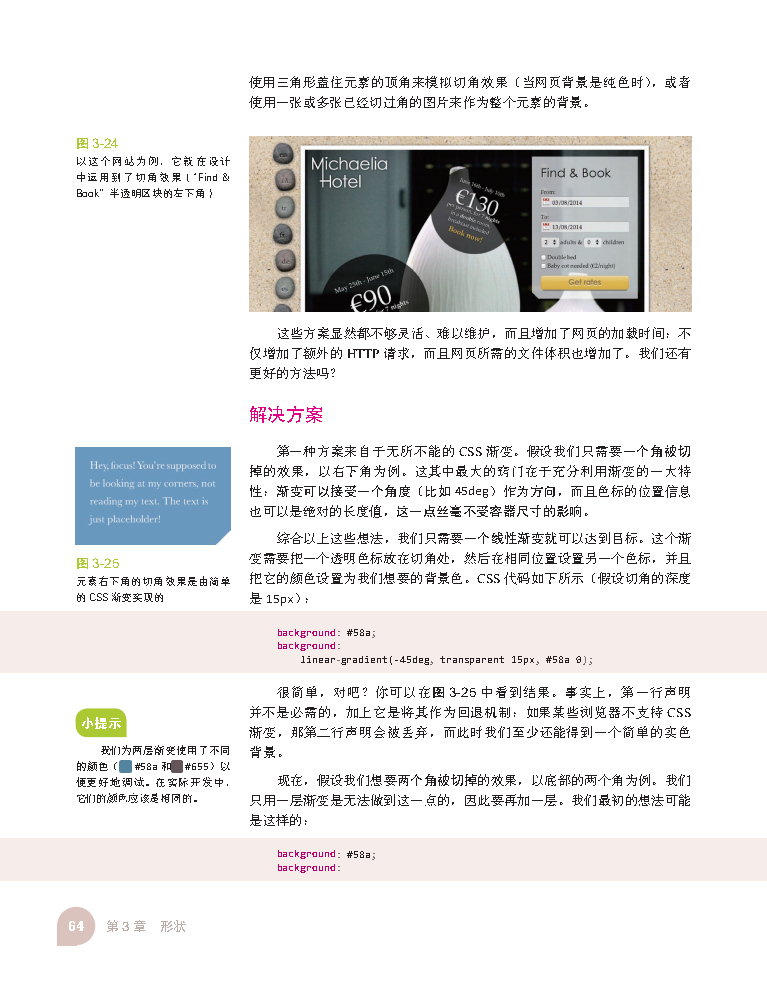 使用三角形盖住元素的顶角来模拟切角效果（当网页背景是纯色时），或者
使用一张或多张已经切过角的图片来作为整个元素的背景。
图 3-24
以这个网站为例，它就在设计
中运用到了切角效果（“Find &
Book”半透明区块的左下角）
Michaelia
Hotel
June 16th - July 15th
€130
per person, for 7 nights
in a double room,
breakfast included
Book now!
May 25th - June 15th
€90
for 7 nights
Find & Book
From:
03/08/2014
To:
13/08/2014
2 adults & 0 children
Double bed
Baby cot needed (€2/night)
Get rates
这些方案显然都不够灵活、难以维护，而且增加了网页的加载时间：不
仅增加了额外的 HTTP 请求，而且网页所需的文件体积也增加了。我们还有
更好的方法吗？
解决方案
第一种方案来自于无所不能的 CSS 渐变。假设我们只需要一个角被切
掉的效果，以右下角为例。这其中最大的窍门在于充分利用渐变的一大特
性：渐变可以接受一个角度（比如 45deg）作为方向，而且色标的位置信息
也可以是绝对的长度值，这一点丝毫不受容器尺寸的影响。
Hey, focus! You're supposed to
be looking at my corners, not
reading my text. The text is
just placeholder!
图 3-25
元素右下角的切角效果是由简单
的 CSS 渐变实现的
综合以上这些想法，我们只需要一个线性渐变就可以达到目标。这个渐
变需要把一个透明色标放在切角处，然后在相同位置设置另一个色标，并且
把它的颜色设置为我们想要的背景色。CSS 代码如下所示（假设切角的深度
是 15px）：
background: #58a;
background:
linear-gradient(-45deg, transparent 15px, #58a 0);
很简单，对吧？你可以在图 3-25 中看到结果。事实上，第一行声明
并不是必需的，加上它是将其作为回退机制：如果某些浏览器不支持 CSS
渐变，那第二行声明会被丢弃，而此时我们至少还能得到一个简单的实色
背景。
小提示
我们为两层渐变使用了不同
的颜色（ #58a 和 #655）以
便更好地调试。在实际开发中，
它们的颜色应该是相同的。
现在，假设我们想要两个角被切掉的效果，以底部的两个角为例。我们
只用一层渐变是无法做到这一点的，因此要再加一层。我们最初的想法可能
是这样的：
background: #58a;
background:
64 第 3 章 形状